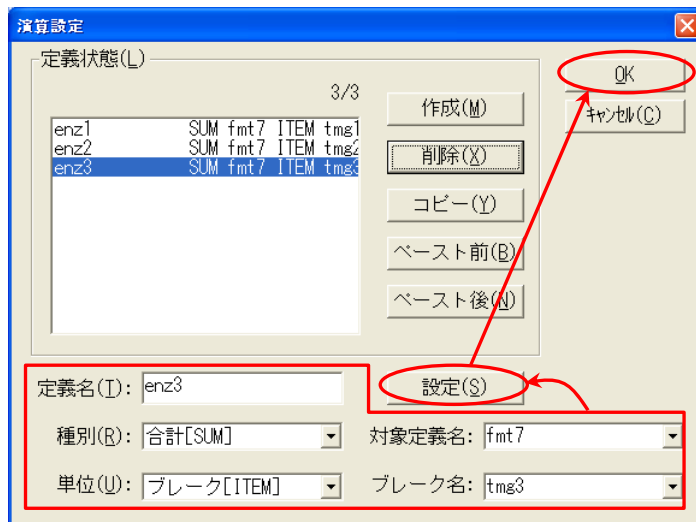 演算設定
定義状態(L)
3/3
enz1 SUM fmt7 ITEM tmg1
enz2 SUM fmt7 ITEM tmg2
enz3 SUM fmt7 ITEM tmg3
作成(M)
削除(X)
コピー(Y)
ペースト前(B)
ペースト後(N)
OK
ｷｬﾝｾﾙ(C)
定義名(T): enz3
設定(S)
種別(R): 合計[SUM]
対象定義名: fmt7
単位(U): ブレーク[ITEM]
ブレーク名: tmg3